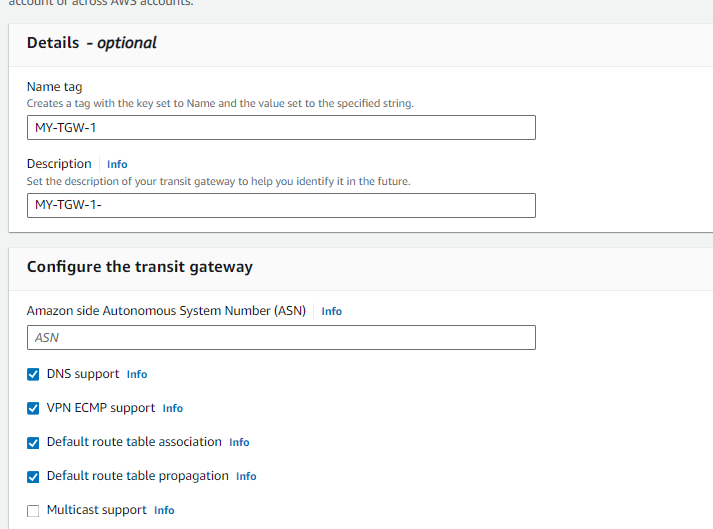 account or across AWS accounts.
Details - optional
Name tag
Creates a tag with the key set to Name and the value set to the specified string.
MY-TGW-1
Description Info
Set the description of your transit gateway to help you identify it in the future.
MY-TGW-1-
Configure the transit gateway
Amazon side Autonomous System Number (ASN) Info
ASN
DNS support Info
VPN ECMP support Info
Default route table association Info
Default route table propagation Info
Multicast support Info